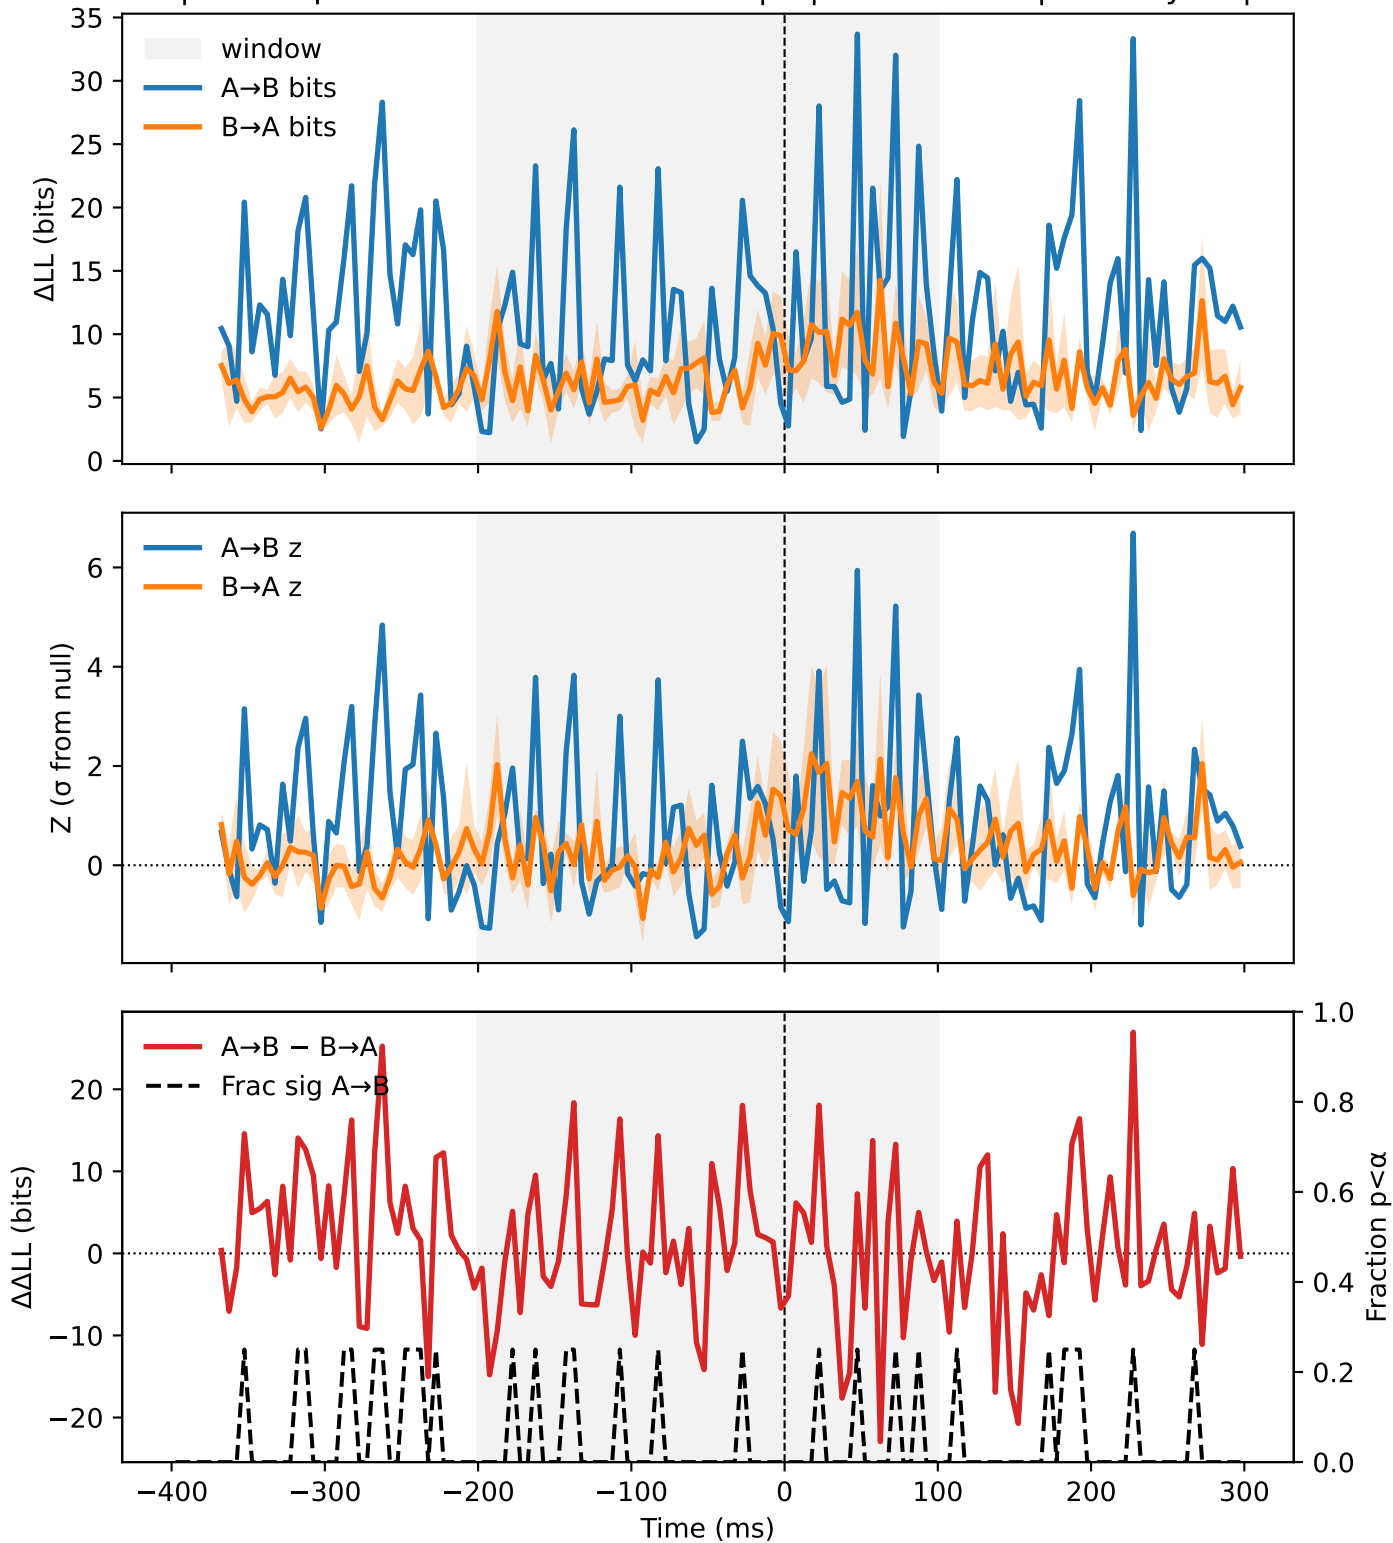 35
30
25
20
15
10
5
0
ΔLL (bits)
window
A→B bits
B→A bits
6
4
2
0
Z (σ from null)
A→B z
B→A z
20
10
0
−10
−20
ΔΔLL (bits)
A→B − B→A
Frac sig A→B
1.0
0.8
0.6
0.4
0.2
0.0
Fraction p<α
−400 −300 −200 −100 0 100 200 300
Time (ms)